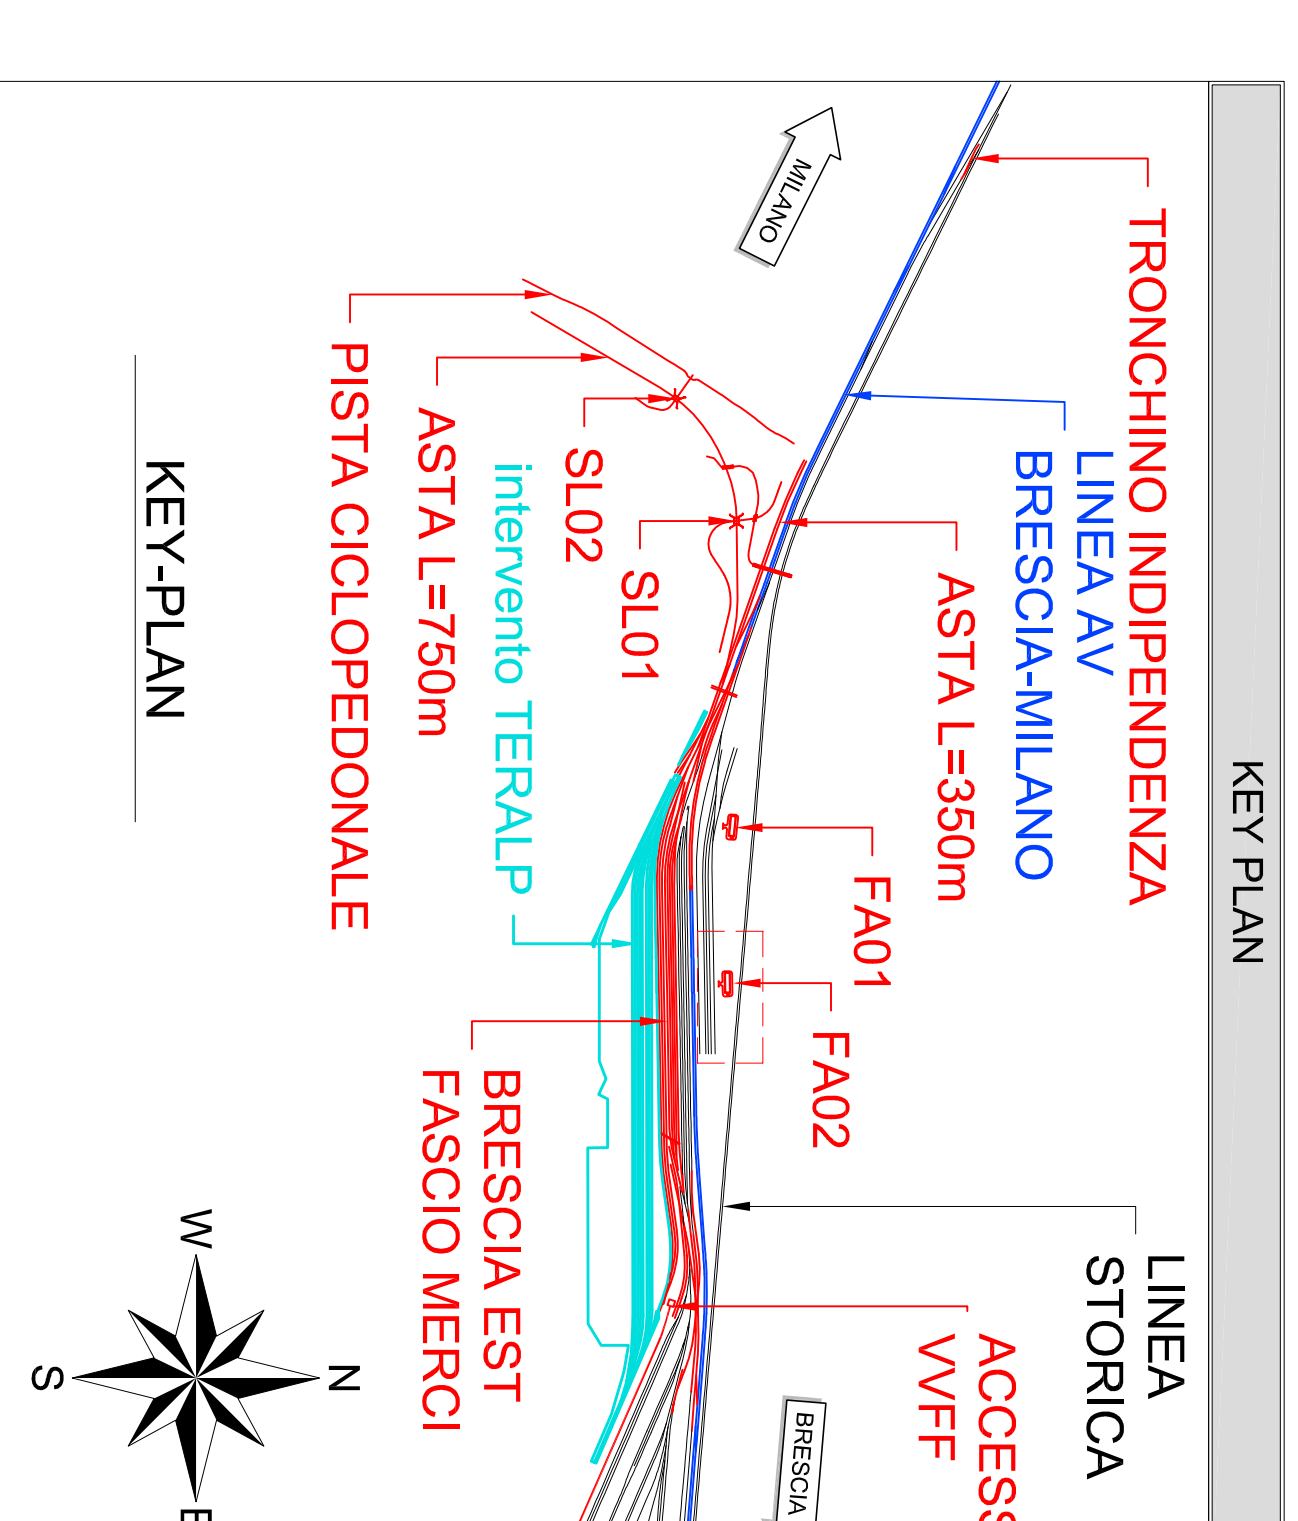 KEY PLAN
TRONCHINO INDIPENDENZA
LINEA AV
BRESCIA-MILANO
LINEA
STORICA
ASTA L=350m
ACCESS
VVFF
FA01
FA02
MILANO
BRESCIA
SL01
SL02
intervento TERALP
BRESCIA EST
FASCIO MERCI
ASTA L=750m
PISTA CICLOPEDONALE
KEY-PLAN
N
W
S